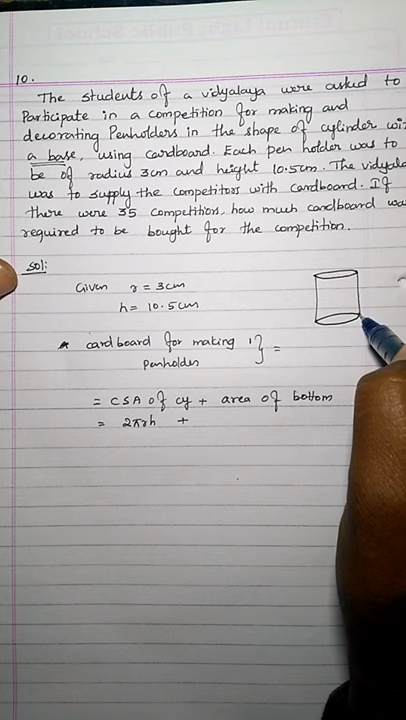 10.
The students of a vidyalaya were asked to
Participate in a competition for making and
decorating Penholders in the shape of cylinder wi
a base, using cardboard. Each pen holder was to
be of radius 3cm and height 10.5cm. The vidyala
was to supply the competitors with cardboard. If
there were 35 competition, how much cardboard wa
required to be bought for the competition.
Sol:
Given r = 3cm
h = 10.5cm
cardboard for making 1 } =
penholder
= CSA of cy + area of bottom
= 2πrh +